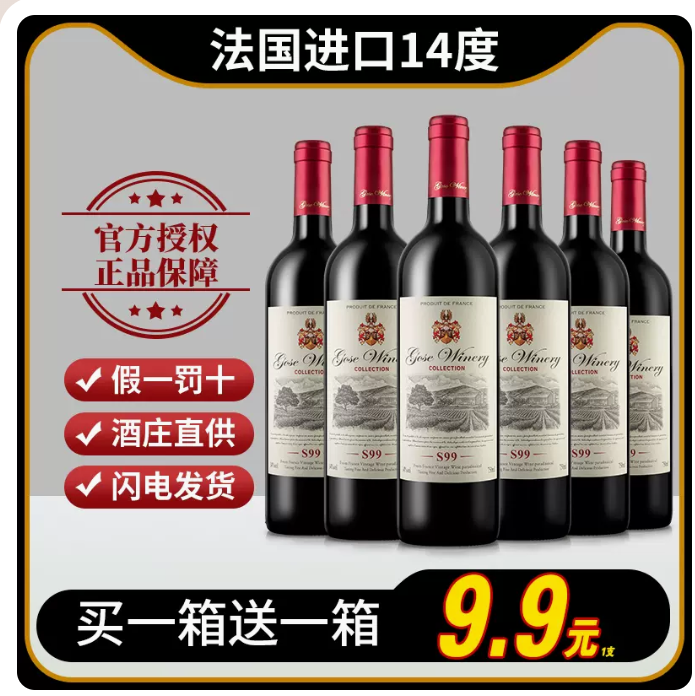 法国进口14度
官方授权
正品保障
假一罚十
酒庄直供
闪电发货
PRODUIT DE FRANCE
Gose Winery
COLLECTION
S99
买一箱送一箱
9.9元1支